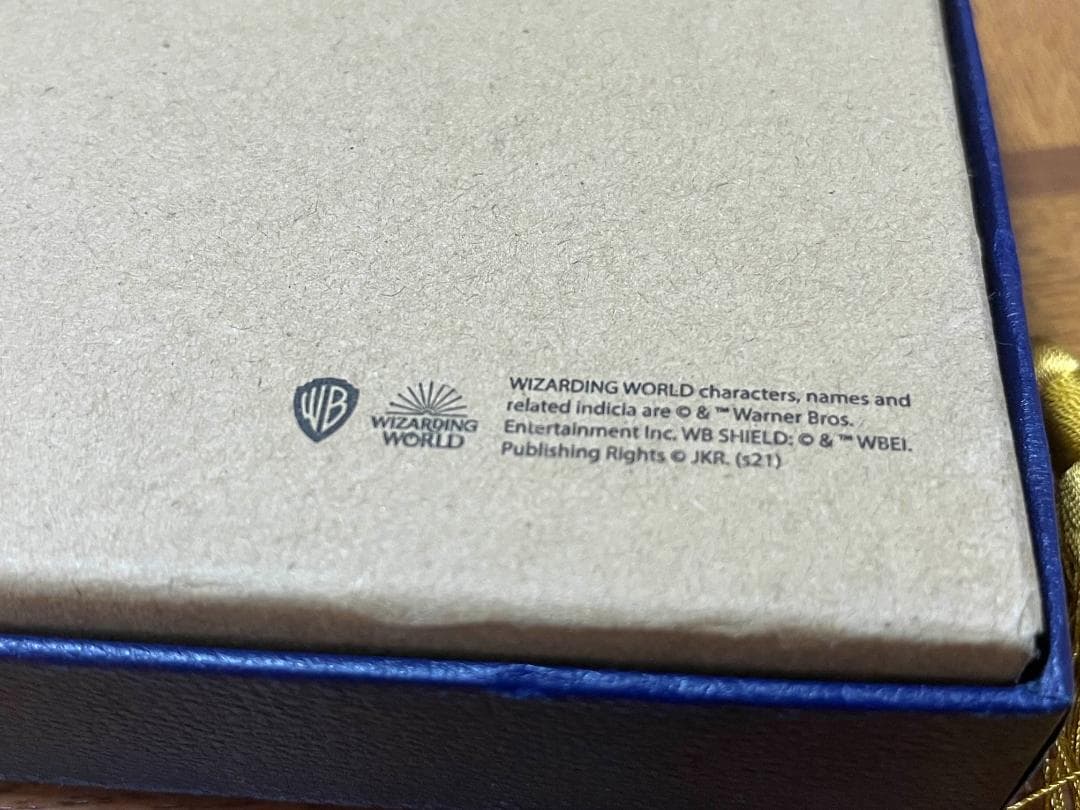 WB
WIZARDING
WORLD
WIZARDING WORLD characters, names and
related indicia are © & ™ Warner Bros.
Entertainment Inc. WB SHIELD: © & ™ WBEI.
Publishing Rights © JKR. (s21)